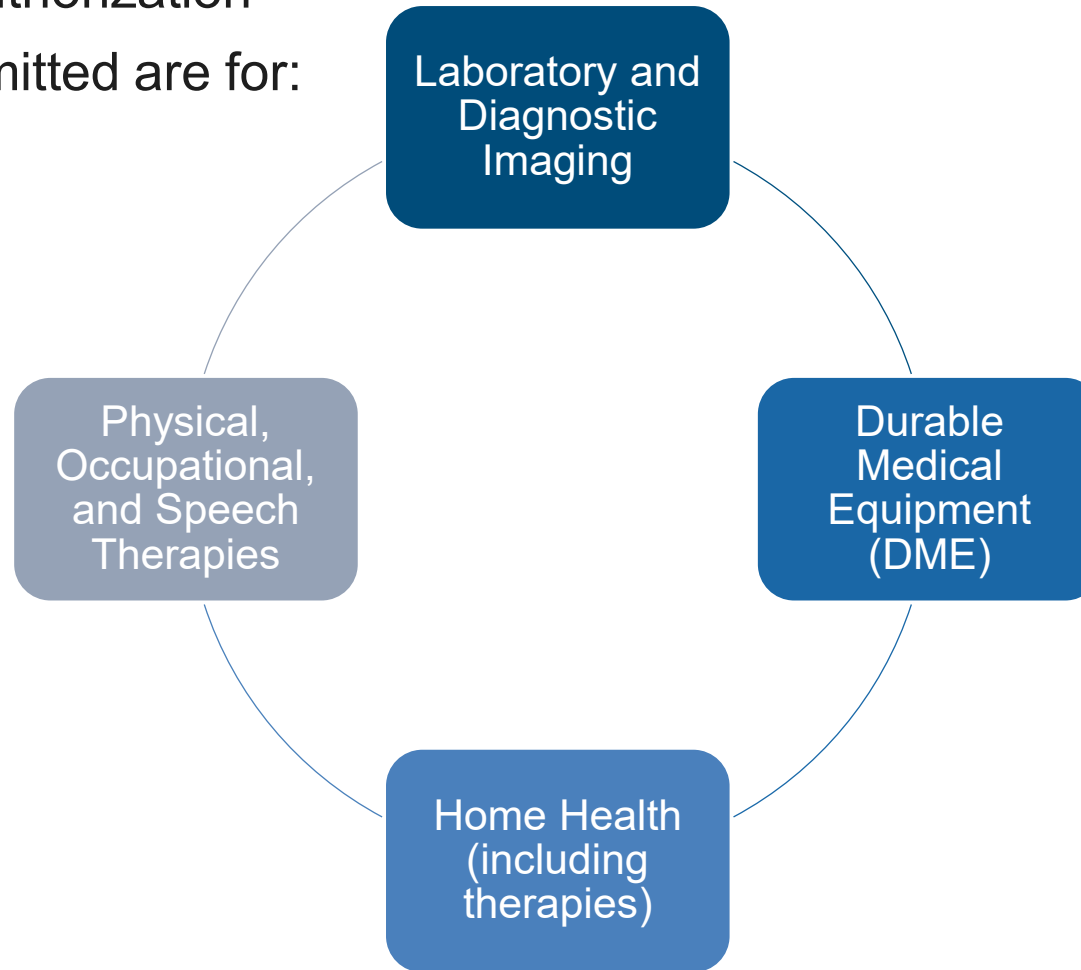 are for:
Laboratory and
Diagnostic
Imaging
Physical,
Occupational,
and Speech
Therapies
Durable
Medical
Equipment
(DME)
Home Health
(including
therapies)